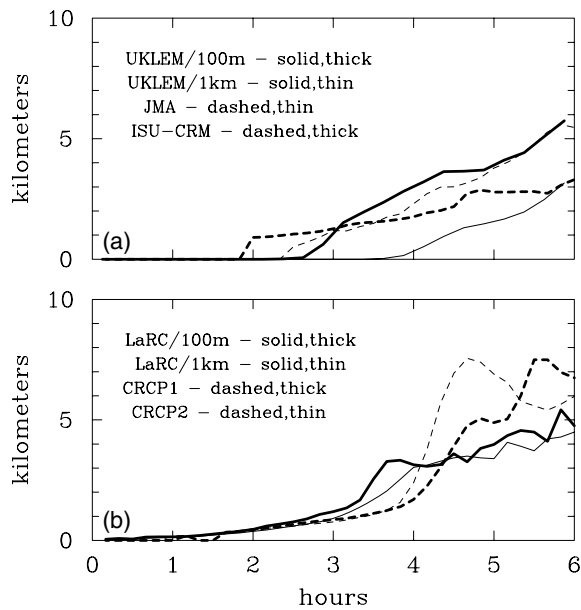 10
UKLEM/100m – solid,thick
UKLEM/1km – solid,thin
JMA – dashed,thin
ISU–CRM – dashed,thick
kilometers
5
(a)
0
10
LaRC/100m – solid,thick
LaRC/1km – solid,thin
CRCP1 – dashed,thick
CRCP2 – dashed,thin
kilometers
5
(b)
0
0 1 2 3 4 5 6
hours